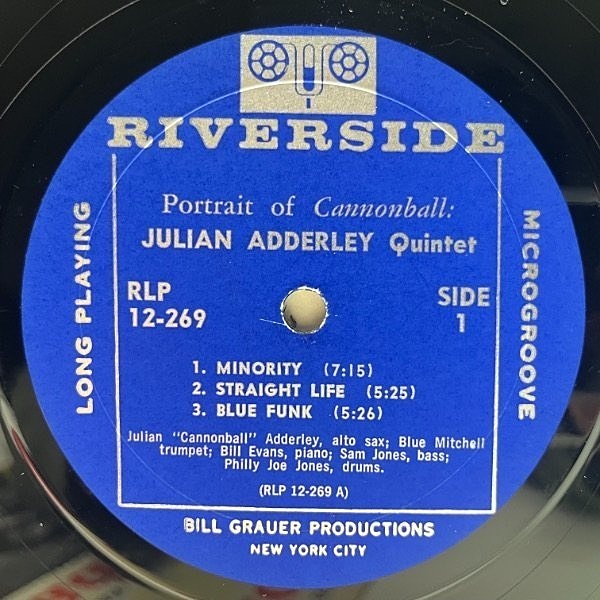 RIVERSIDE
Portrait of Cannonball:
JULIAN ADDERLEY Quintet
LONG PLAYING
MICROGROOVE
RLP
12-269
SIDE
1
1. MINORITY (7:15)
2. STRAIGHT LIFE (5:25)
3. BLUE FUNK (5:26)
Julian "Cannonball" Adderley, alto sax; Blue Mitchell
trumpet; Bill Evans, piano; Sam Jones, bass;
Philly Joe Jones, drums.
(RLP 12-269 A)
BILL GRAUER PRODUCTIONS
NEW YORK CITY